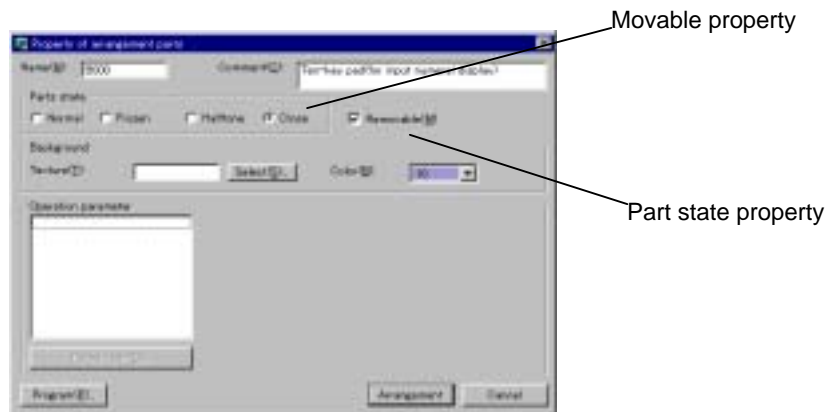 Movable property
Property of arrangement parts
Name(N) Comment(C)
Parts state
Normal Frozen Halftone Close Removable(M)
Background
Texture(T) Select(S).. Color(B)
Part state property
Operation parameter
Program(E).. Arrangement Cancel